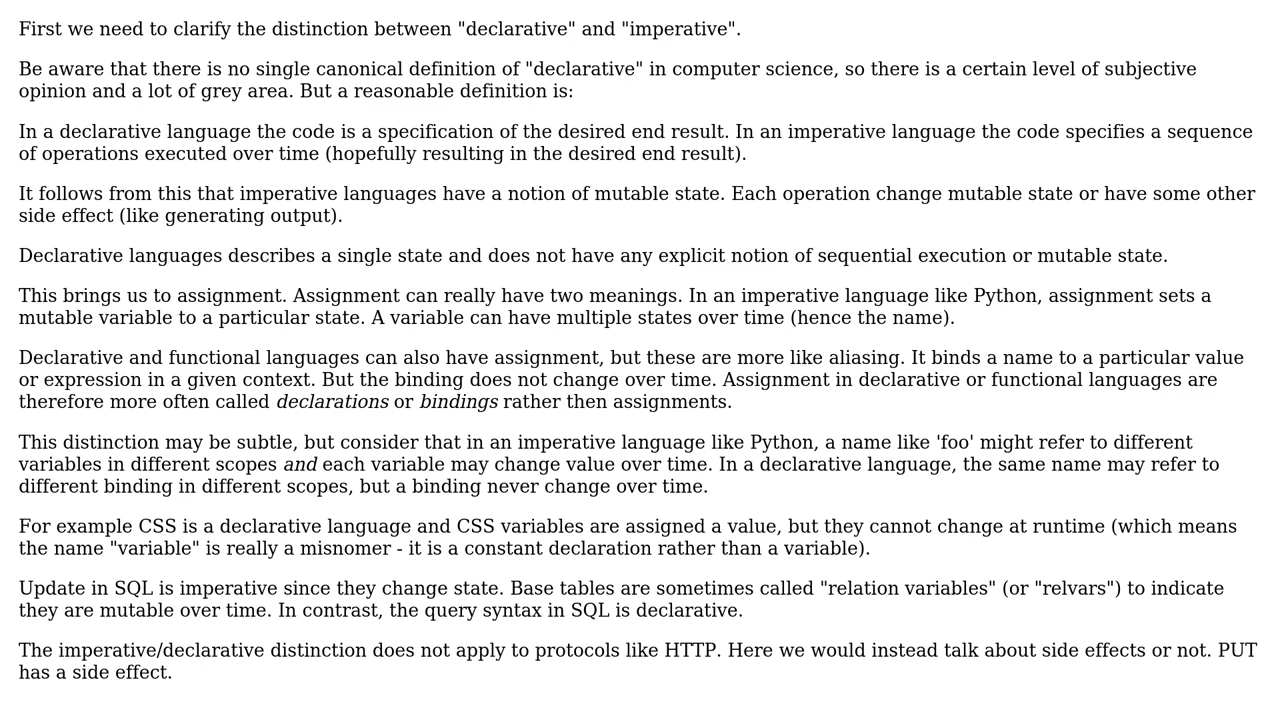 First we need to clarify the distinction between "declarative" and "imperative".
Be aware that there is no single canonical definition of "declarative" in computer science, so there is a certain level of subjective
opinion and a lot of grey area. But a reasonable definition is:
In a declarative language the code is a specification of the desired end result. In an imperative language the code specifies a sequence
of operations executed over time (hopefully resulting in the desired end result).
It follows from this that imperative languages have a notion of mutable state. Each operation change mutable state or have some other
side effect (like generating output).
Declarative languages describes a single state and does not have any explicit notion of sequential execution or mutable state.
This brings us to assignment. Assignment can really have two meanings. In an imperative language like Python, assignment sets a
mutable variable to a particular state. A variable can have multiple states over time (hence the name).
Declarative and functional languages can also have assignment, but these are more like aliasing. It binds a name to a particular value
or expression in a given context. But the binding does not change over time. Assignment in declarative or functional languages are
therefore more often called declarations or bindings rather then assignments.
This distinction may be subtle, but consider that in an imperative language like Python, a name like 'foo' might refer to different
variables in different scopes and each variable may change value over time. In a declarative language, the same name may refer to
different binding in different scopes, but a binding never change over time.
For example CSS is a declarative language and CSS variables are assigned a value, but they cannot change at runtime (which means
the name "variable" is really a misnomer - it is a constant declaration rather than a variable).
Update in SQL is imperative since they change state. Base tables are sometimes called "relation variables" (or "relvars") to indicate
they are mutable over time. In contrast, the query syntax in SQL is declarative.
The imperative/declarative distinction does not apply to protocols like HTTP. Here we would instead talk about side effects or not. PUT
has a side effect.